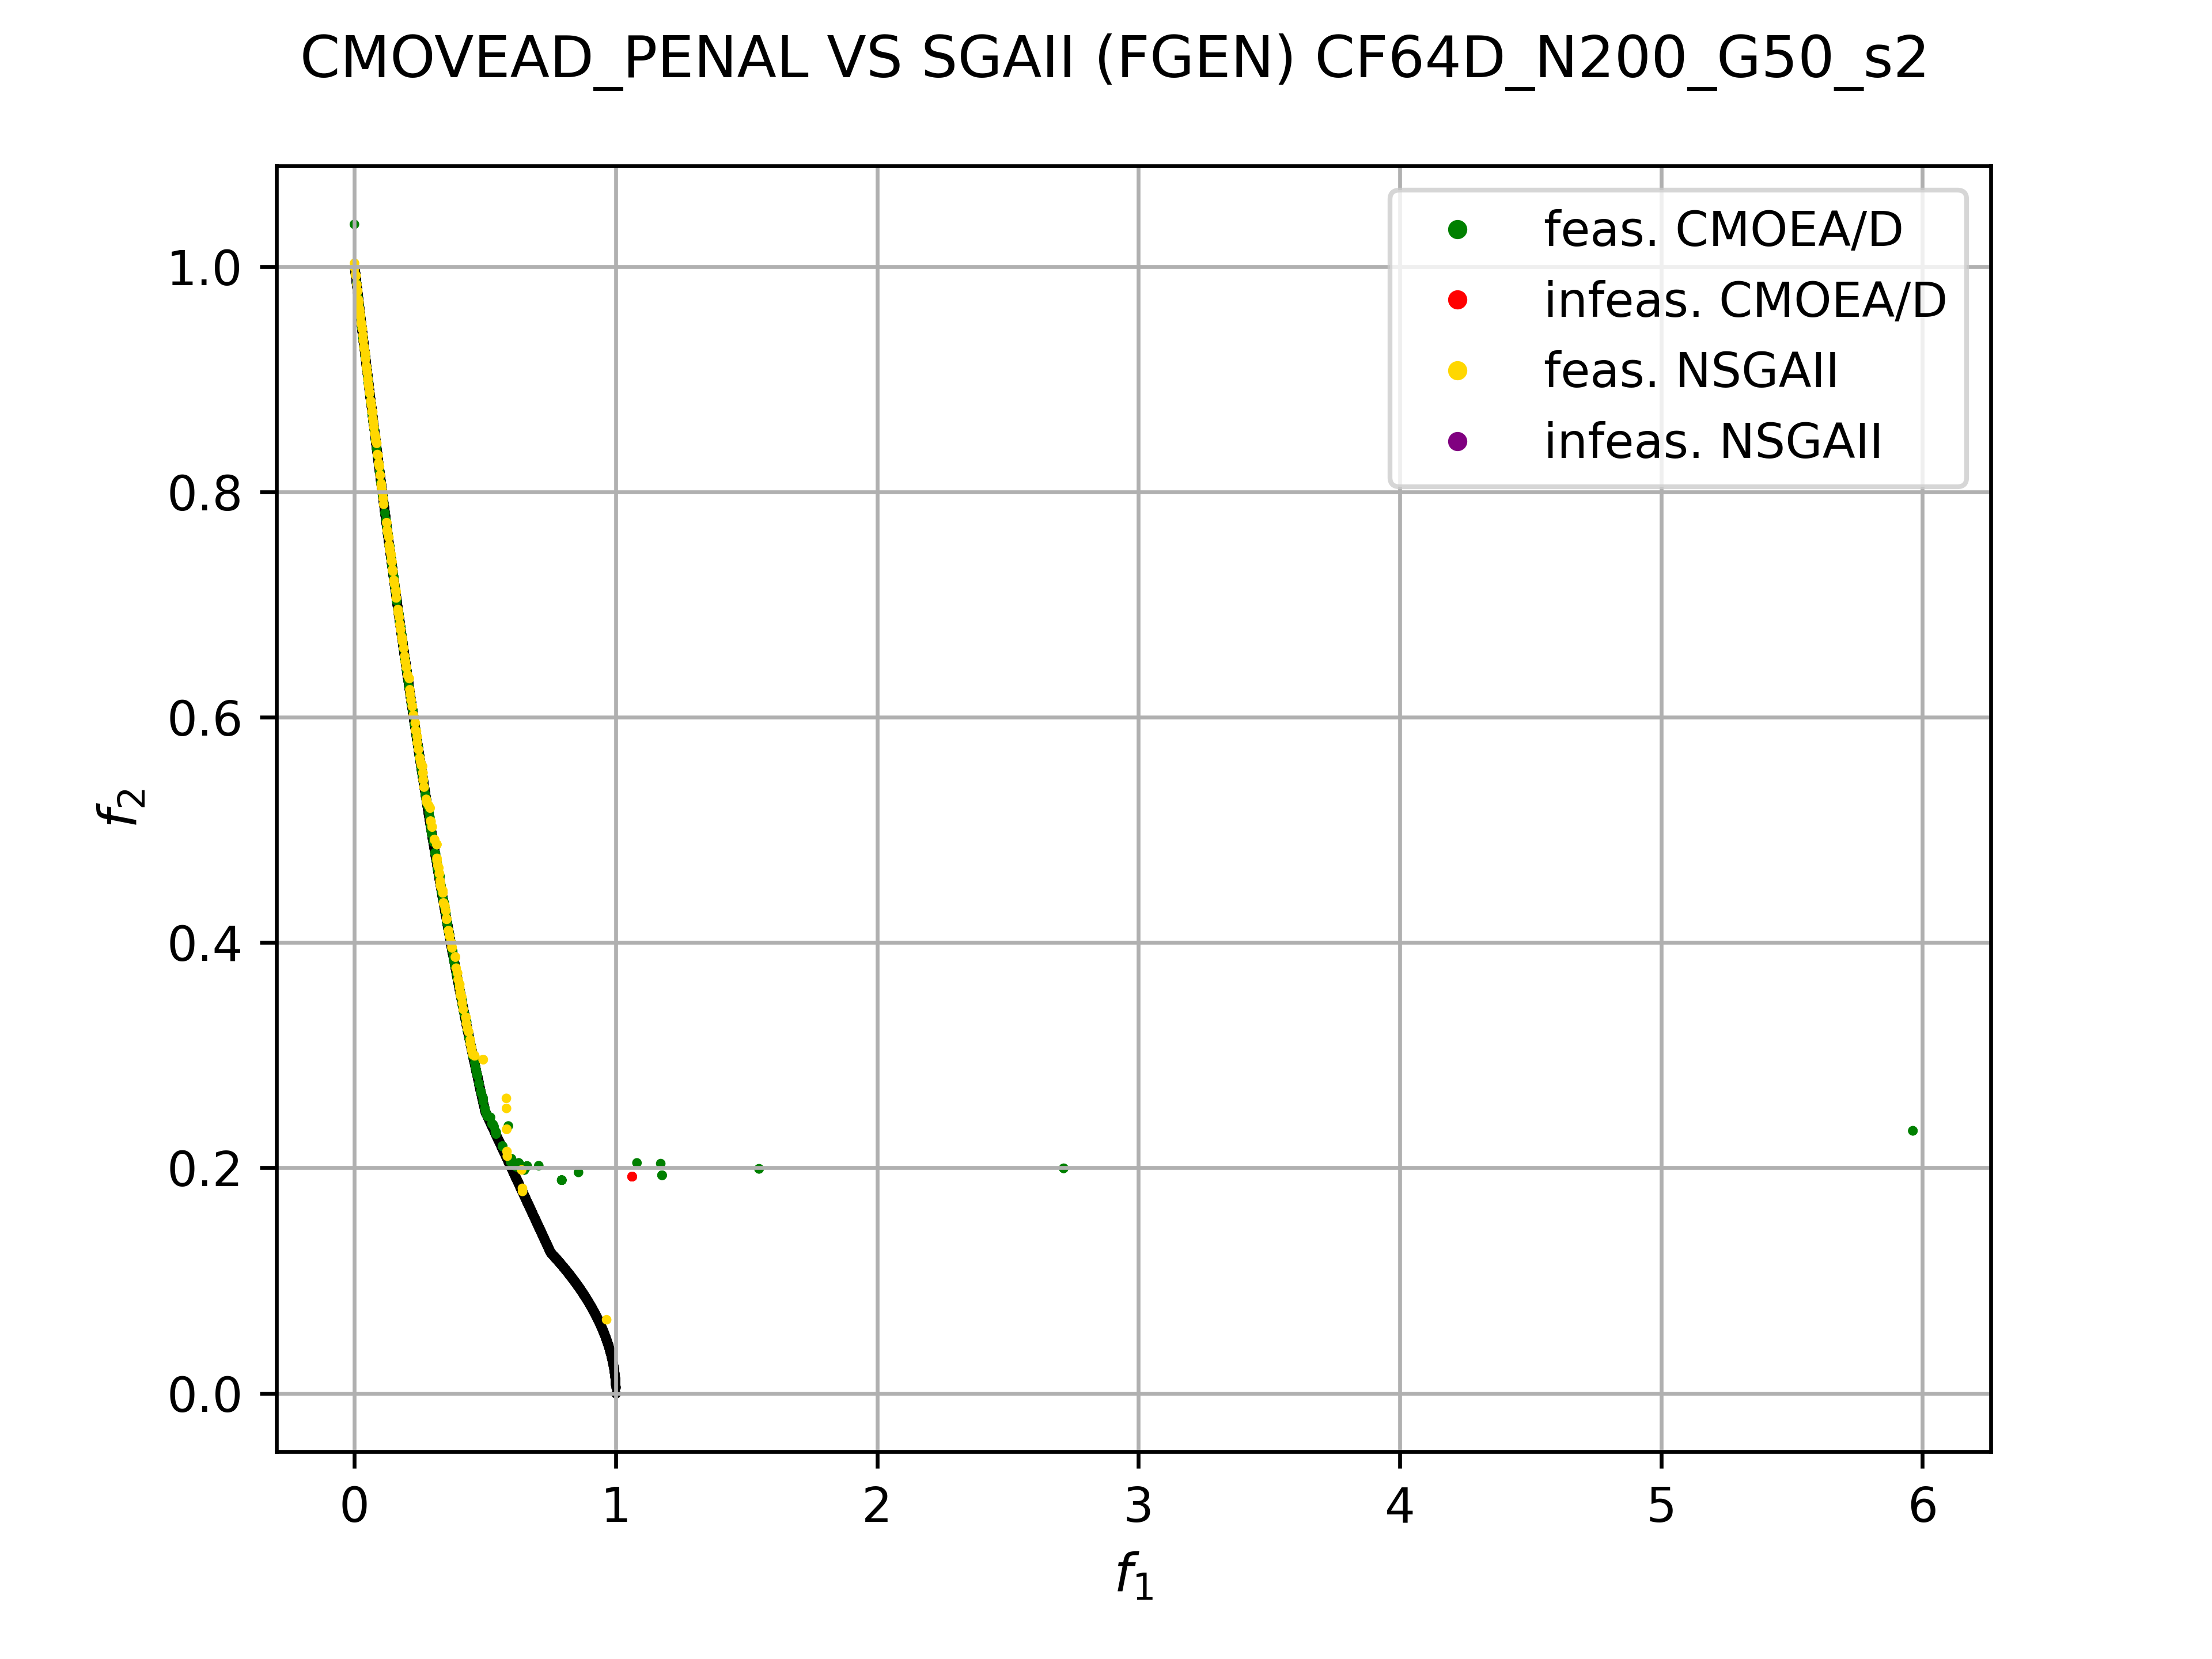 CMOVEAD_PENAL VS SGAII (FGEN) CF64D_N200_G50_s2
feas. CMOEA/D
infeas. CMOEA/D
feas. NSGAII
infeas. NSGAII
1.0
0.8
0.6
0.4
0.2
0.0
f2
0 1 2 3 4 5 6
f1